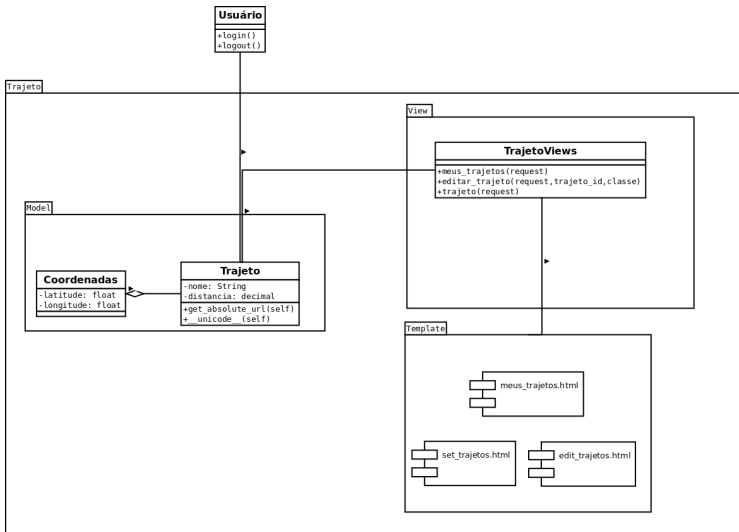 Usuário
+login()
+logout()
Trajeto
View
TrajetoViews
+meus_trajetos(request)
+editar_trajeto(request,trajeto_id,classe)
+trajeto(request)
Model
Coordenadas
-latitude: float
-longitude: float
Trajeto
-nome: String
-distancia: decimal
+get_absolute_url(self)
+__unicode__(self)
Template
meus_trajetos.html
set_trajetos.html
edit_trajetos.html